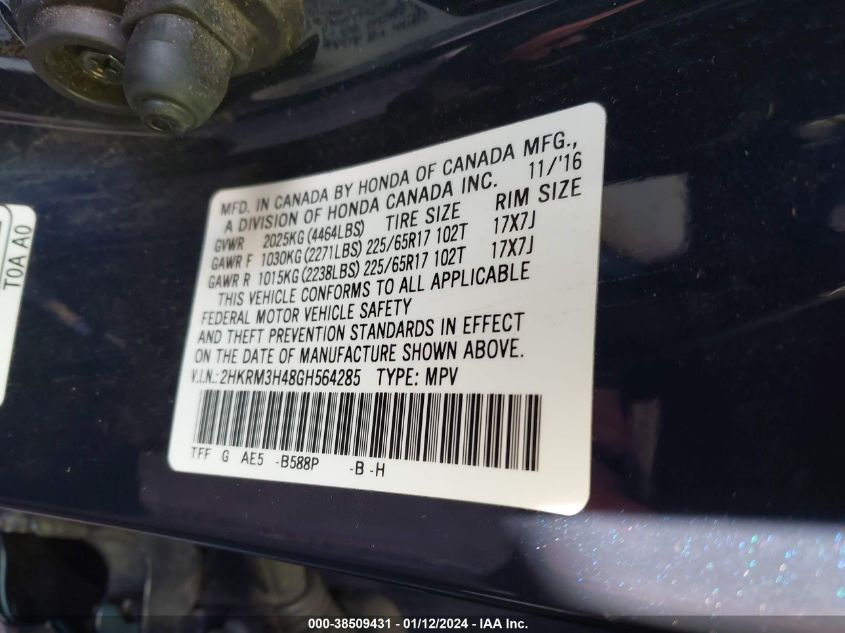 MFD. IN CANADA BY HONDA OF CANADA MFG.,
A DIVISION OF HONDA CANADA INC. 11/'16
GVWR 2025KG (4464LBS) TIRE SIZE RIM SIZE
GAWR F 1030KG (2271LBS) 225/65R17 102T 17X7J
GAWR R 1015KG (2238LBS) 225/65R17 102T 17X7J
THIS VEHICLE CONFORMS TO ALL APPLICABLE
FEDERAL MOTOR VEHICLE SAFETY
AND THEFT PREVENTION STANDARDS IN EFFECT
ON THE DATE OF MANUFACTURE SHOWN ABOVE.
V.I.N.: 2HKRM3H48GH564285 TYPE: MPV
TFF G AE5 -B588P -B -H
T0A A0
000-38509431 - 01/12/2024 - IAA Inc.